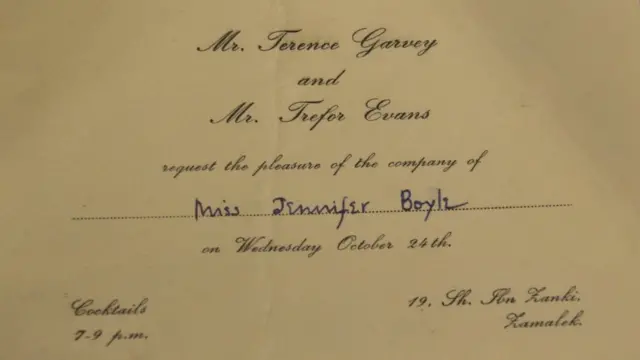 Mr. Terence Garvey
and
Mr. Trefor Evans
request the pleasure of the company of
Miss Jennifer Boyle
on Wednesday October 24th.
Cocktails
7-9 p.m.
19. Sh. Ibn Zanki.
Zamalek.